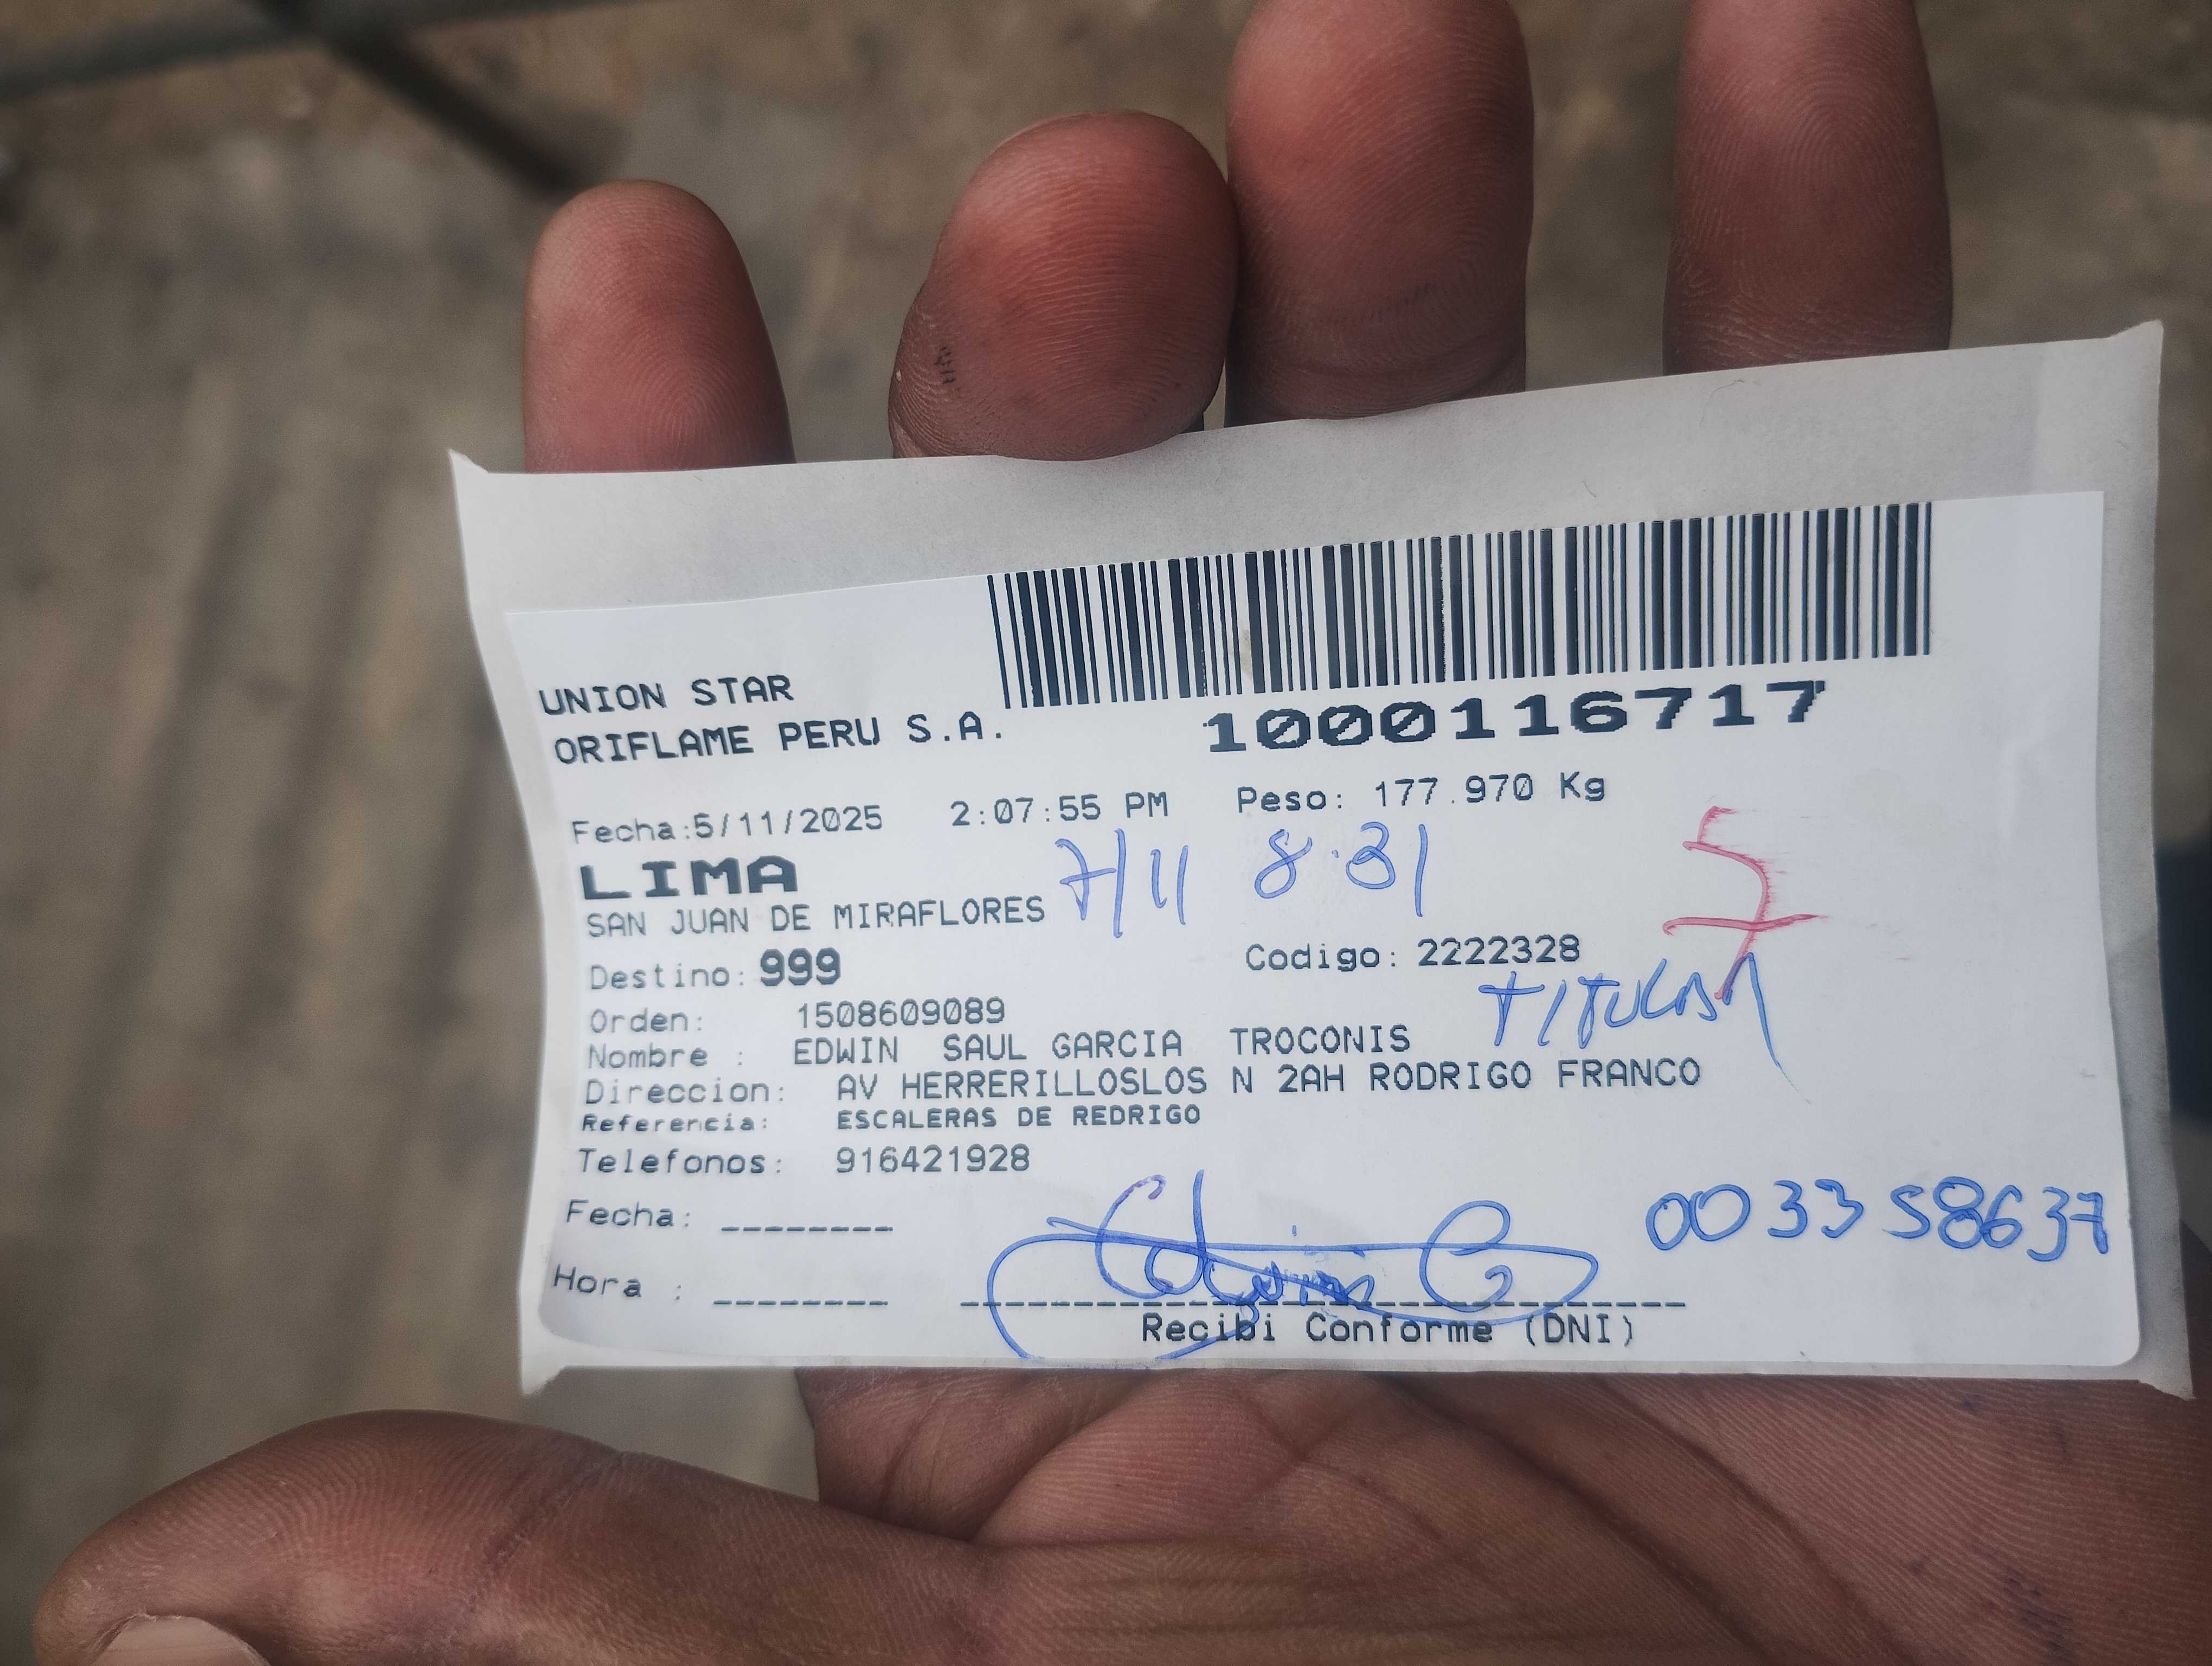 UNION STAR
ORIFLAME PERU S.A.
1000116717
Fecha:5/11/2025 2:07:55 PM Peso: 177.970 Kg
LIMA
7/11 8:31
5
SAN JUAN DE MIRAFLORES
Destino: 999 Codigo: 2222328
Orden: 1508609089
TITULAR
Nombre : EDWIN SAUL GARCIA TROCONIS
Direccion: AV HERRERILLOSLOS N 2AH RODRIGO FRANCO
Referencia: ESCALERAS DE REDRIGO
Telefonos: 916421928
Fecha: --------
003358637
Hora : --------
Recibi Conforme (DNI)